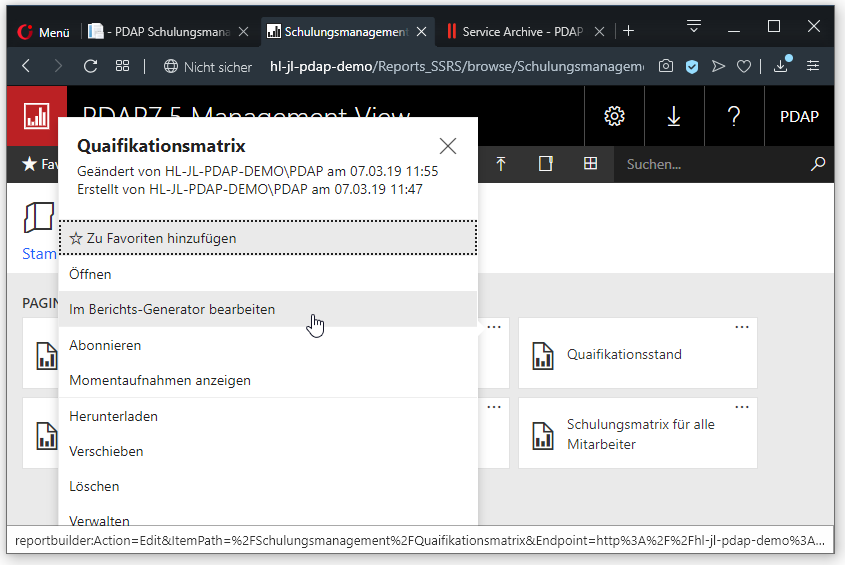 Menü
- PDAP Schulungsmana
Schulungsmanagement
Service Archive - PDAP
Nicht sicher
hl-jl-pdap-demo/Reports_SSRS/browse/Schulungsmanageme
PDAP7.5 Management View
PDAP
Quaifikationsmatrix
Geändert von HL-JL-PDAP-DEMO\PDAP am 07.03.19 11:55
Erstellt von HL-JL-PDAP-DEMO\PDAP am 07.03.19 11:47
Fav
Suchen...
Stam
Zu Favoriten hinzufügen
Öffnen
PAGIN
Im Berichts-Generator bearbeiten
Abonnieren
Quaifikationsstand
Momentaufnahmen anzeigen
Herunterladen
Schulungsmatrix für alle
Mitarbeiter
Verschieben
Löschen
Verwalten
reportbuilder:Action=Edit&ItemPath=%2FSchulungsmanagement%2FQuaifikationsmatrix&Endpoint=http%3A%2F%2Fhl-jl-pdap-demo%3A...